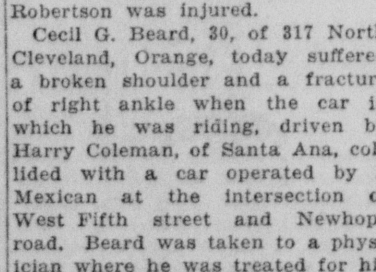 Robertson was injured.
Cecil G. Beard, 30, of 317 Nort
Cleveland, Orange, today suffere
a broken shoulder and a fractur
of right ankle when the car i
which he was riding, driven b
Harry Coleman, of Santa Ana, col
lided with a car operated by
Mexican at the intersection o
West Fifth street and Newhop
road. Beard was taken to a phys
ician where he was treated for hi